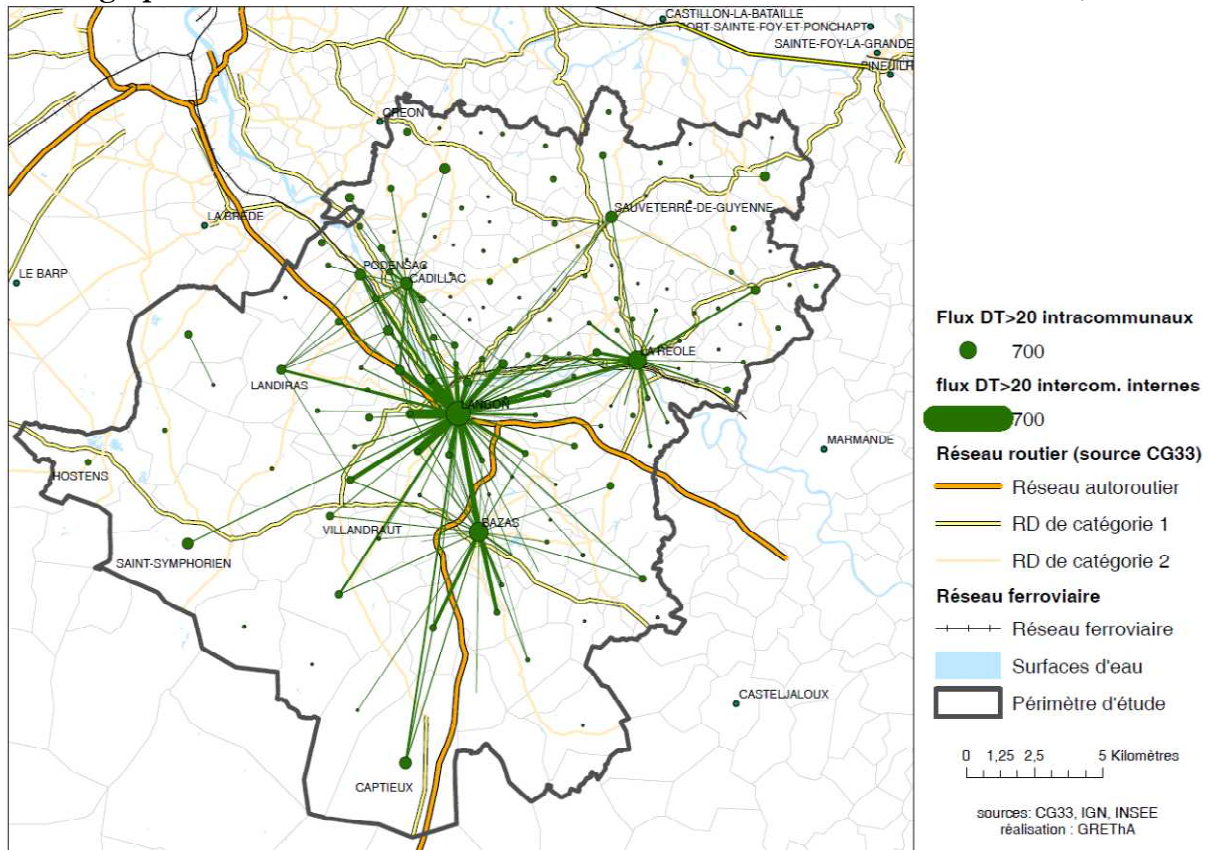 CASTILLON-LA-BATAILLE
PORT-SAINTE-FOY-ET-PONCHAPT
SAINTE-FOY-LA-GRANDE
PINEUILH
CREON
LA BREDE
SAUVETERRE-DE-GUYENNE
LE BARP
PODENSAC
CADILLAC
LA REOLE
LANDIRAS
LANGON
MARMANDE
HOSTENS
VILLANDRAUT
BAZAS
SAINT-SYMPHORIEN
CASTELJALOUX
CAPTIEUX
Flux DT>20 intracommunaux
700
flux DT>20 intercom. internes
700
Réseau routier (source CG33)
Réseau autoroutier
RD de catégorie 1
RD de catégorie 2
Réseau ferroviaire
Réseau ferroviaire
Surfaces d'eau
Périmètre d'étude
0 1,25 2,5 5 Kilomètres
sources: CG33, IGN, INSEE
réalisation : GREThA